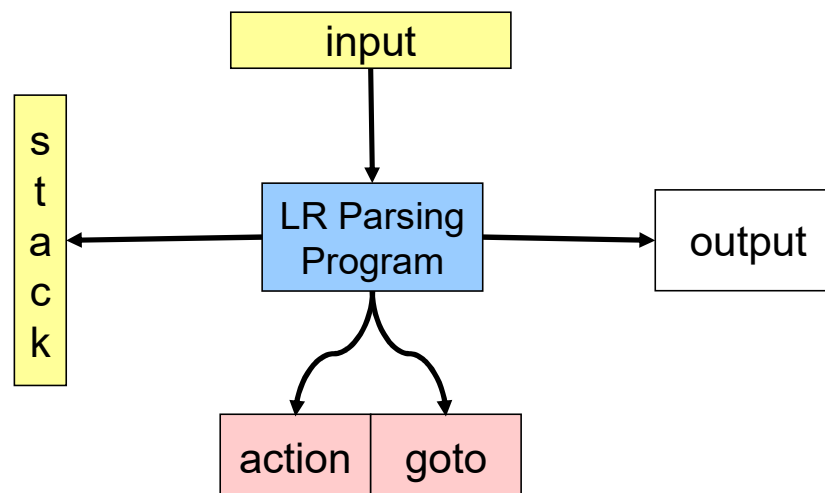 input
s
t
a
c
k
LR Parsing
Program
output
action
goto